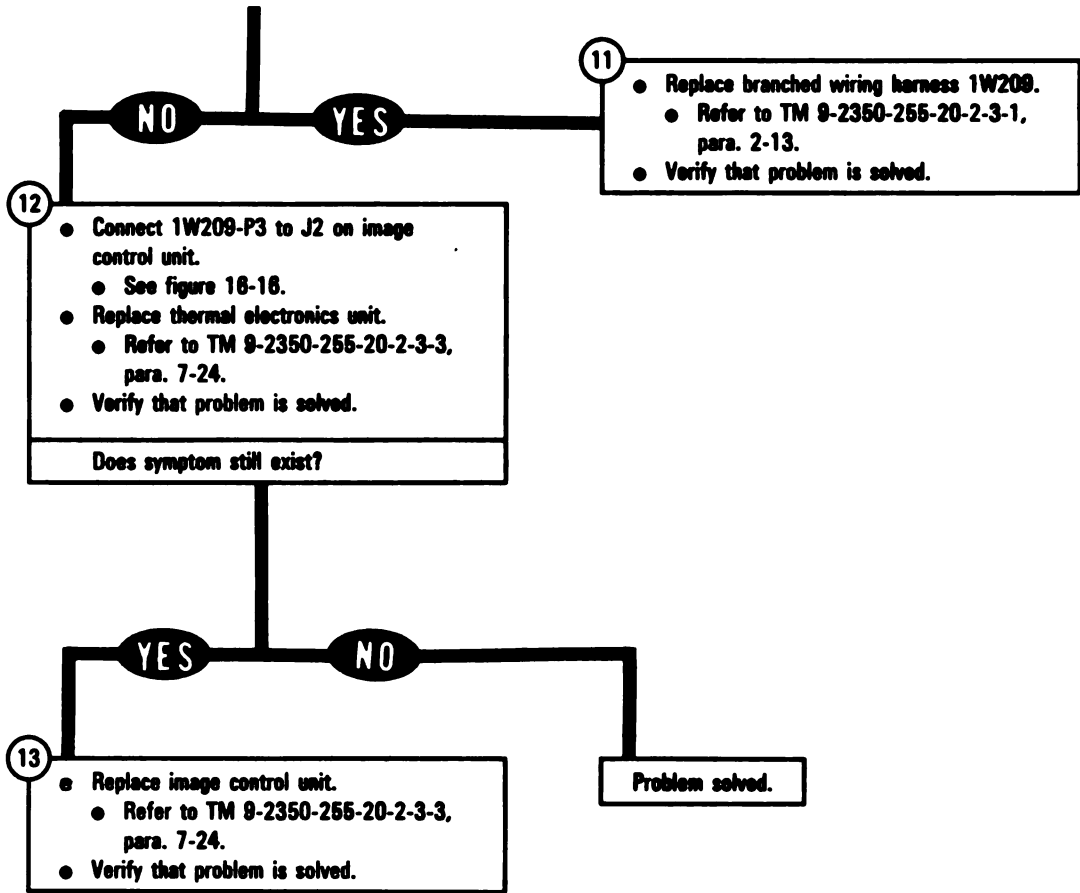 NO YES
11
● Replace branched wiring harness 1W209.
● Refer to TM 9-2350-255-20-2-3-1,
para. 2-13.
● Verify that problem is solved.
12
● Connect 1W209-P3 to J2 on image
control unit.
● See figure 16-16.
● Replace thermal electronics unit.
● Refer to TM 9-2350-255-20-2-3-3,
para. 7-24.
● Verify that problem is solved.
Does symptom still exist?
YES NO
13
● Replace image control unit.
● Refer to TM 9-2350-255-20-2-3-3,
para. 7-24.
● Verify that problem is solved.
Problem solved.